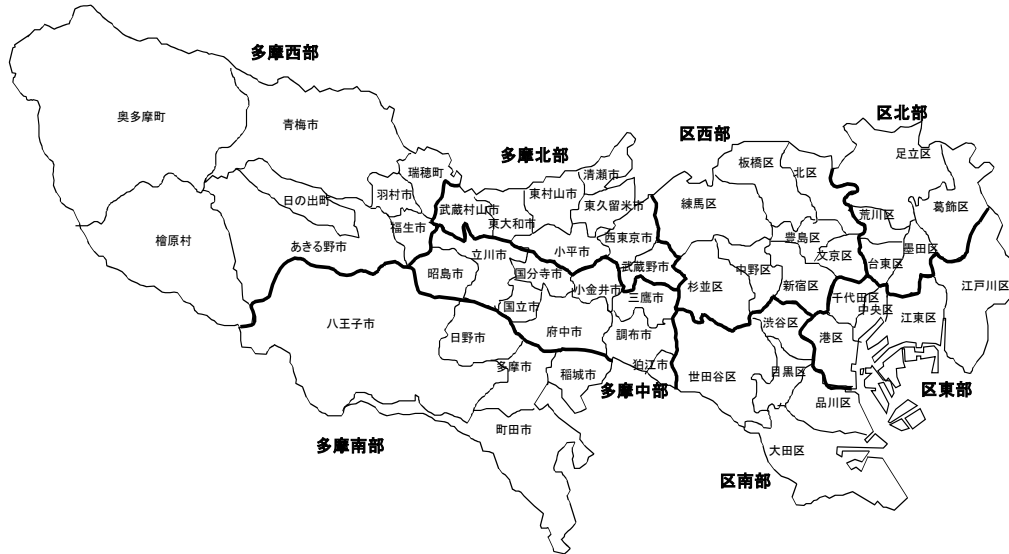 多摩西部
奥多摩町
青梅市
瑞穂町
羽村市
日の出町
福生市
檜原村
あきる野市
多摩北部
清瀬市
東村山市
東久留米市
武蔵村山市
東大和市
小平市
西東京市
武蔵野市
立川市
昭島市
国分寺市
小金井市
国立市
三鷹市
府中市
調布市
狛江市
多摩中部
八王子市
日野市
多摩市
稲城市
町田市
多摩南部
区西部
板橋区
北区
練馬区
豊島区
文京区
中野区
杉並区
新宿区
区北部
足立区
葛飾区
荒川区
台東区
墨田区
江戸川区
千代田区
中央区
江東区
港区
区東部
渋谷区
世田谷区
目黒区
品川区
大田区
区南部